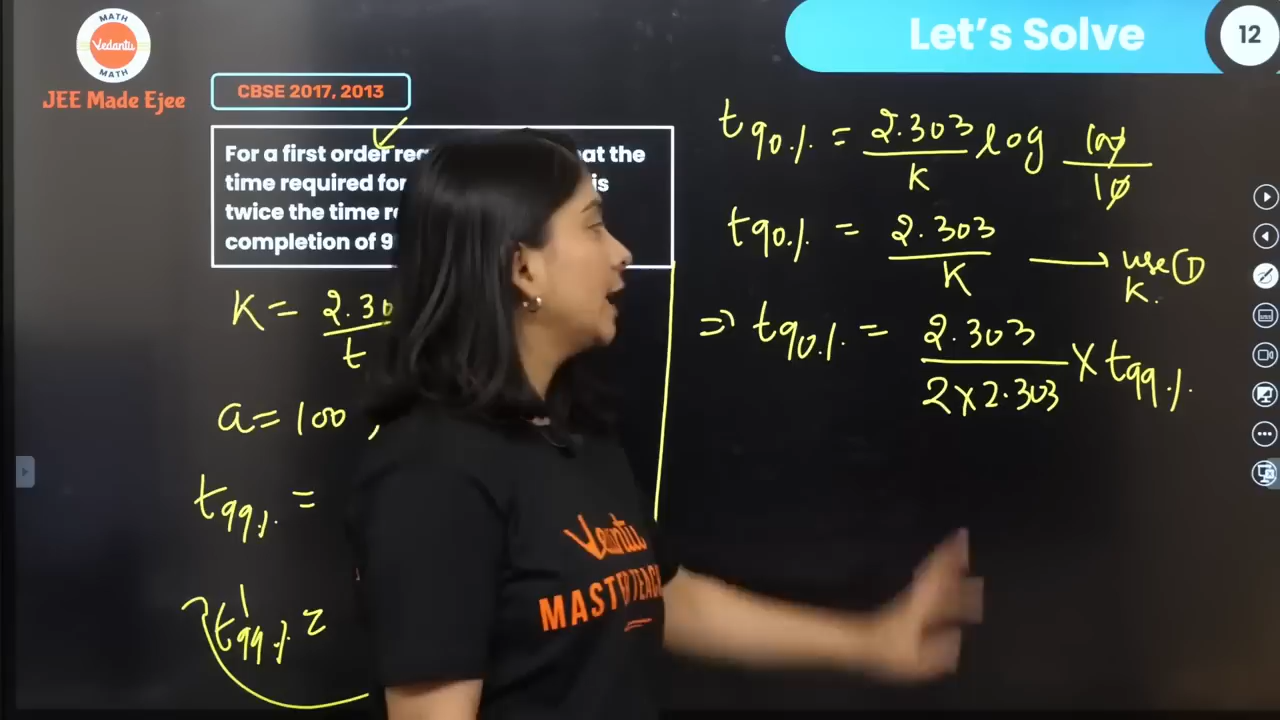 MATH
Vedantu
MATH
JEE Made Ejee
Let's Solve
12
CBSE 2017, 2013
For a first order at the
time required for is
twice the time
completion of 9
K = 2.30
t
a = 100 ,
t99% =
t99% =
t90% = 2.303 log 100
K 10
t90% = 2.303 → use ①
K K.
⇒ t90% = 2.303 × t99%
2×2.303
Vedantu
MASTER TEACH